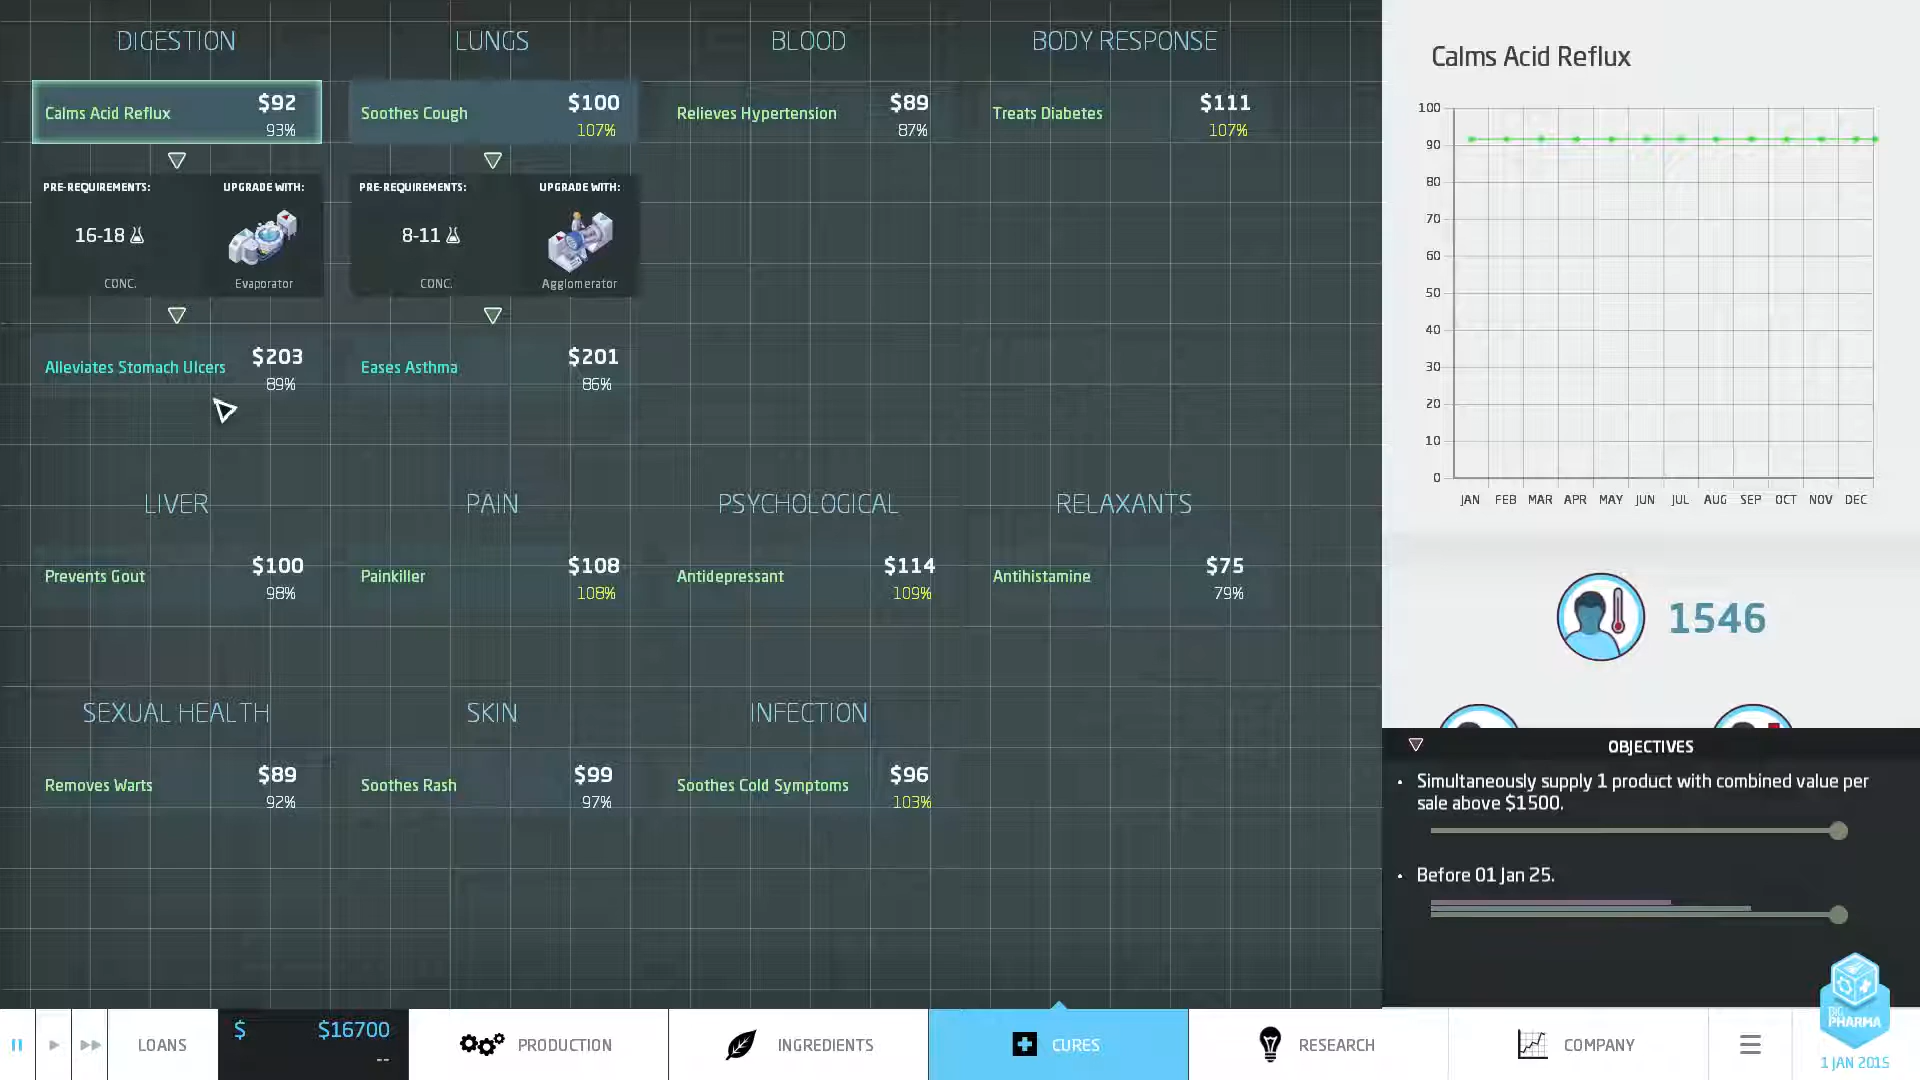 DIGESTION
LUNGS
BLOOD
BODY RESPONSE
Calms Acid Reflux
$92
93%
Soothes Cough
$100
107%
Relieves Hypertension
$89
87%
Treats Diabetes
$111
107%
PRE-REQUIREMENTS:
UPGRADE WITH:
16-18
CONC.
Evaporator
PRE-REQUIREMENTS:
UPGRADE WITH:
8-11
CONC.
Agglomerator
Alleviates Stomach Ulcers
$203
89%
Eases Asthma
$201
86%
LIVER
PAIN
PSYCHOLOGICAL
RELAXANTS
Prevents Gout
$100
98%
Painkiller
$108
108%
Antidepressant
$114
109%
Antihistamine
$75
79%
SEXUAL HEALTH
SKIN
INFECTION
Removes Warts
$89
92%
Soothes Rash
$99
97%
Soothes Cold Symptoms
$96
103%
Calms Acid Reflux
100
90
80
70
60
50
40
30
20
10
0
JAN FEB MAR APR MAY JUN JUL AUG SEP OCT NOV DEC
1546
OBJECTIVES
• Simultaneously supply 1 product with combined value per
sale above $1500.
• Before 01 Jan 25.
LOANS
$ $16700
--
PRODUCTION
INGREDIENTS
CURES
RESEARCH
COMPANY
BIG
PHARMA
1 JAN 2015